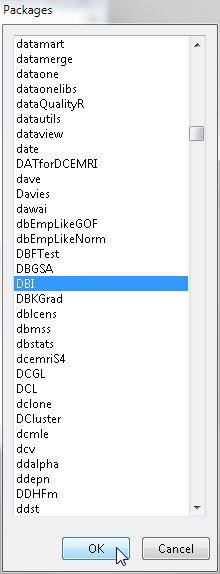 Packages
datamart
datamerge
dataone
dataonelibs
dataQualityR
datautils
dataview
date
DATforDCEMRI
dave
Davies
dawai
dbEmpLikeGOF
dbEmpLikeNorm
DBFTest
DBGSA
DBI
DBKGrad
dblcens
dbmss
dbstats
dcemriS4
DCGL
DCL
dclone
DCluster
dcmle
dcv
ddalpha
ddepn
DDHFm
ddst
OK Cancel